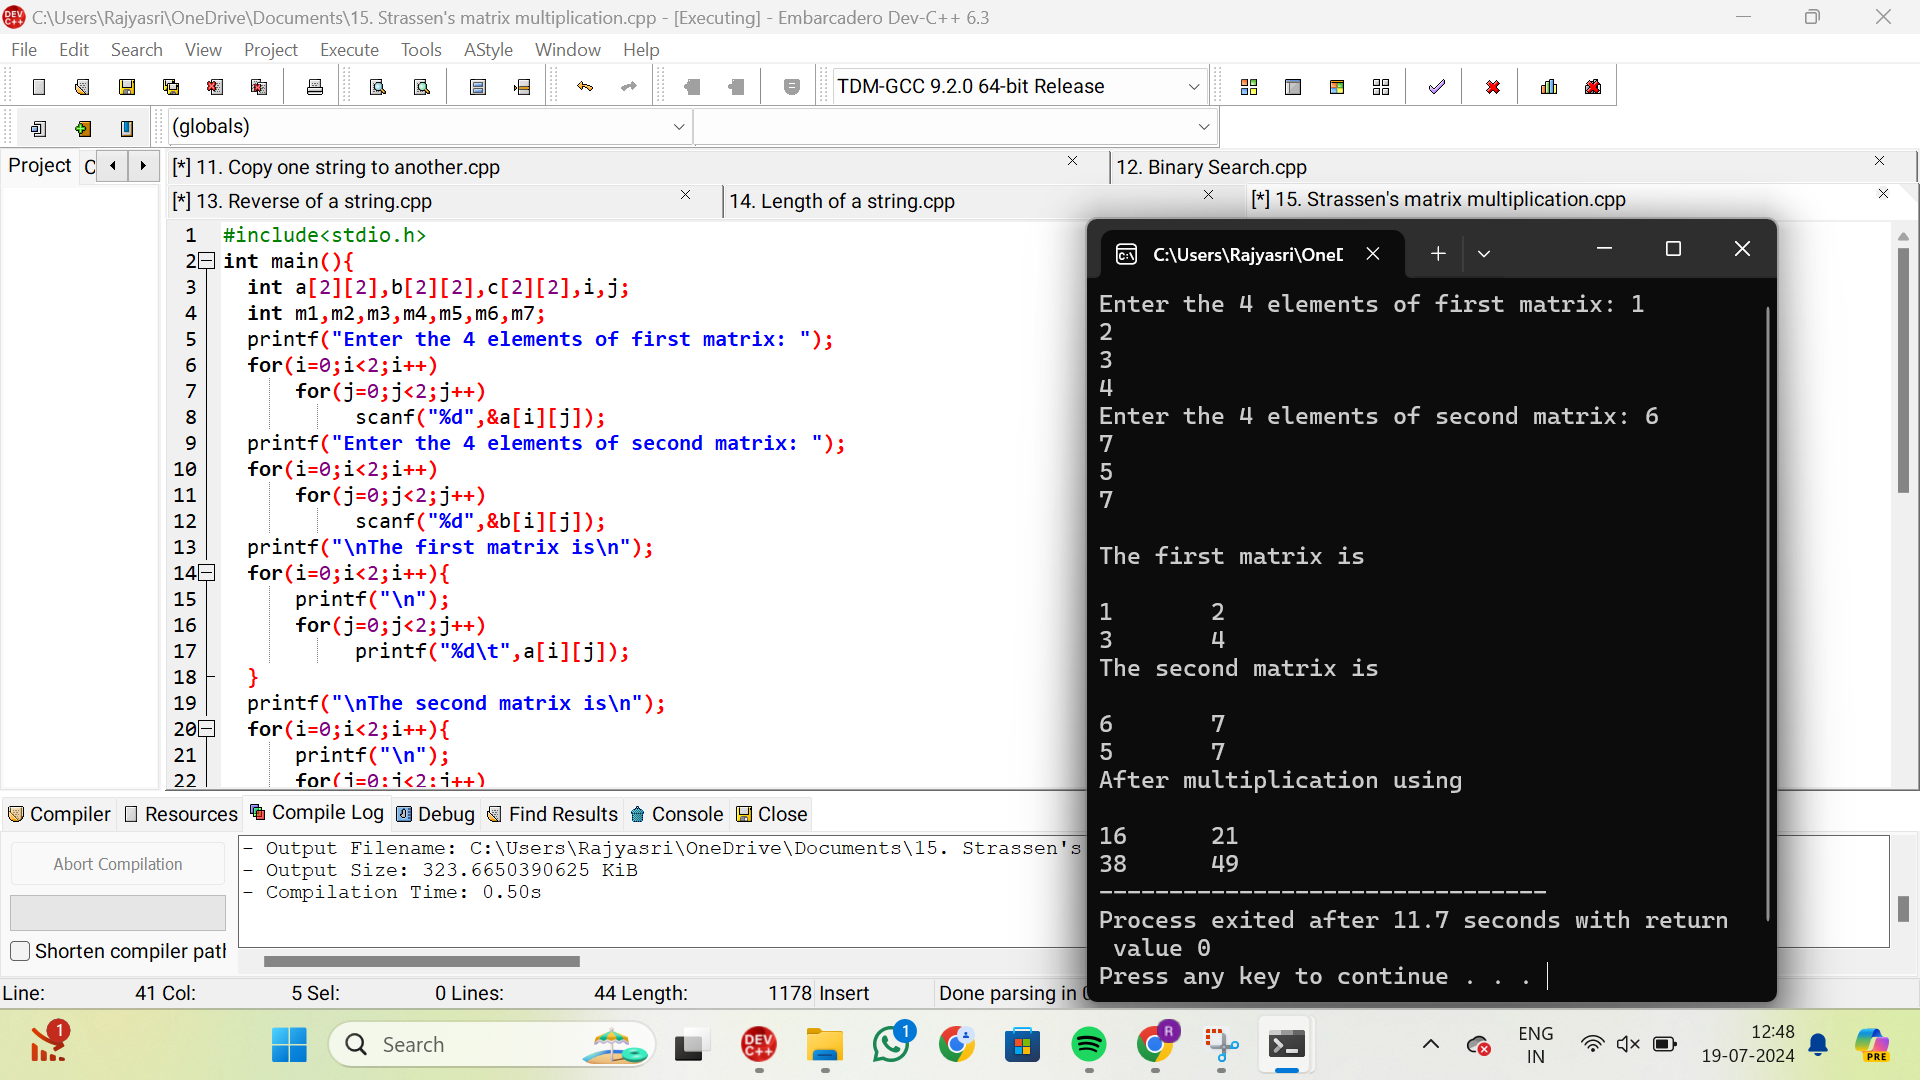 C:\Users\Rajyasri\OneDrive\Documents\15. Strassen's matrix multiplication.cpp - [Executing] - Embarcadero Dev-C++ 6.3
File Edit Search View Project Execute Tools AStyle Window Help
TDM-GCC 9.2.0 64-bit Release
(globals)
Project C
[*] 11. Copy one string to another.cpp
12. Binary Search.cpp
[*] 13. Reverse of a string.cpp
14. Length of a string.cpp
[*] 15. Strassen's matrix multiplication.cpp
1 #include<stdio.h>
2 int main(){
3 int a[2][2],b[2][2],c[2][2],i,j;
4 int m1,m2,m3,m4,m5,m6,m7;
5 printf("Enter the 4 elements of first matrix: ");
6 for(i=0;i<2;i++)
7 for(j=0;j<2;j++)
8 scanf("%d",&a[i][j]);
9 printf("Enter the 4 elements of second matrix: ");
10 for(i=0;i<2;i++)
11 for(j=0;j<2;j++)
12 scanf("%d",&b[i][j]);
13 printf("\nThe first matrix is\n");
14 for(i=0;i<2;i++){
15 printf("\n");
16 for(j=0;j<2;j++)
17 printf("%d\t",a[i][j]);
18 }
19 printf("\nThe second matrix is\n");
20 for(i=0;i<2;i++){
21 printf("\n");
22 for(j=0;j<2;j++)
C:\Users\Rajyasri\OneD
Enter the 4 elements of first matrix: 1
2
3
4
Enter the 4 elements of second matrix: 6
7
5
7
The first matrix is
1 2
3 4
The second matrix is
6 7
5 7
After multiplication using
16 21
38 49
--------------------------------
Process exited after 11.7 seconds with return
value 0
Press any key to continue . . .
Compiler Resources Compile Log Debug Find Results Console Close
Abort Compilation
Shorten compiler path
- Output Filename: C:\Users\Rajyasri\OneDrive\Documents\15. Strassen's
- Output Size: 323.6650390625 KiB
- Compilation Time: 0.50s
Line: 41 Col: 5 Sel: 0 Lines: 44 Length: 1178 Insert Done parsing in
1
Search
DEV C++
1
R
ENG
IN
12:48
19-07-2024
PRE